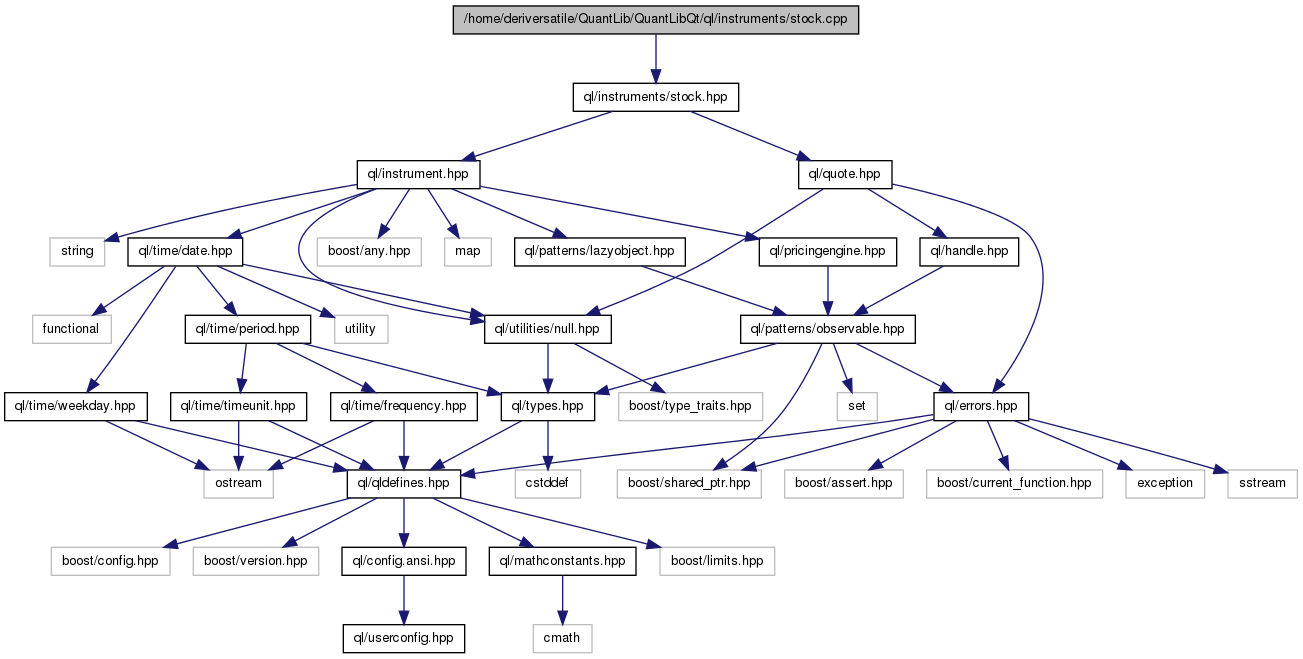 /home/deriversatile/QuantLib/QuantLibQt/ql/instruments/stock.cpp
ql/instruments/stock.hpp
ql/instrument.hpp
ql/quote.hpp
string
ql/time/date.hpp
boost/any.hpp
map
ql/patterns/lazyobject.hpp
ql/pricingengine.hpp
ql/handle.hpp
functional
ql/time/period.hpp
utility
ql/utilities/null.hpp
ql/patterns/observable.hpp
ql/time/weekday.hpp
ql/time/timeunit.hpp
ql/time/frequency.hpp
ql/types.hpp
boost/type_traits.hpp
set
ql/errors.hpp
ostream
ql/qldefines.hpp
cstddef
boost/shared_ptr.hpp
boost/assert.hpp
boost/current_function.hpp
exception
sstream
boost/config.hpp
boost/version.hpp
ql/config.ansi.hpp
ql/mathconstants.hpp
boost/limits.hpp
ql/userconfig.hpp
cmath